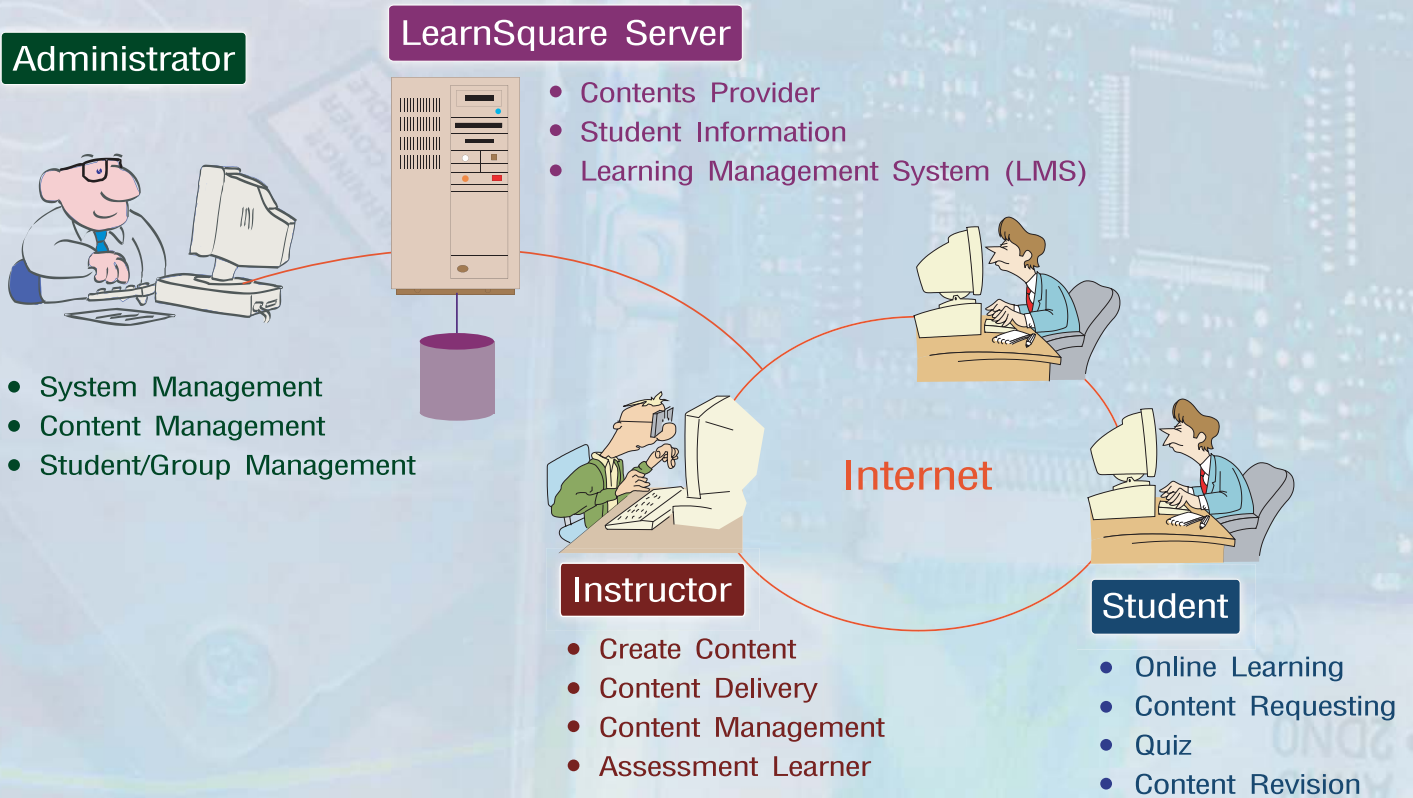 LearnSquare Server
Administrator
• Contents Provider
• Student Information
• Learning Management System (LMS)
• System Management
• Content Management
• Student/Group Management
Internet
Instructor
• Create Content
• Content Delivery
• Content Management
• Assessment Learner
Student
• Online Learning
• Content Requesting
• Quiz
• Content Revision